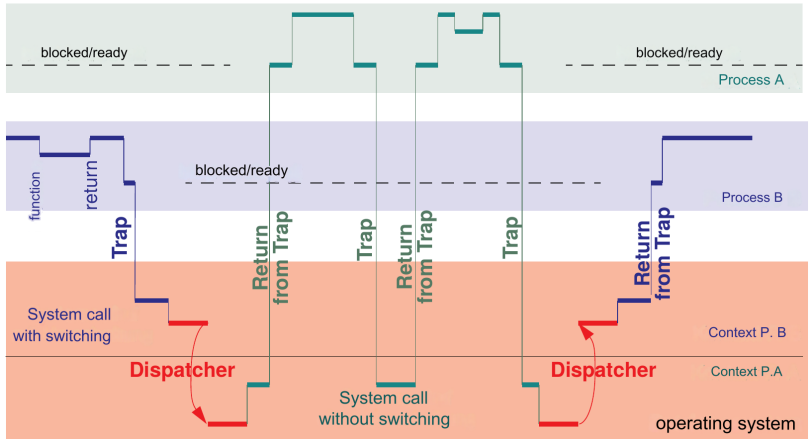 blocked/ready
blocked/ready
Process A
blocked/ready
Process B
function
return
Trap
Return
from Trap
Trap
Return
from Trap
Trap
Return
from Trap
System call
with switching
Context P. B
Dispatcher
Dispatcher
Context P.A
System call
without switching
operating system